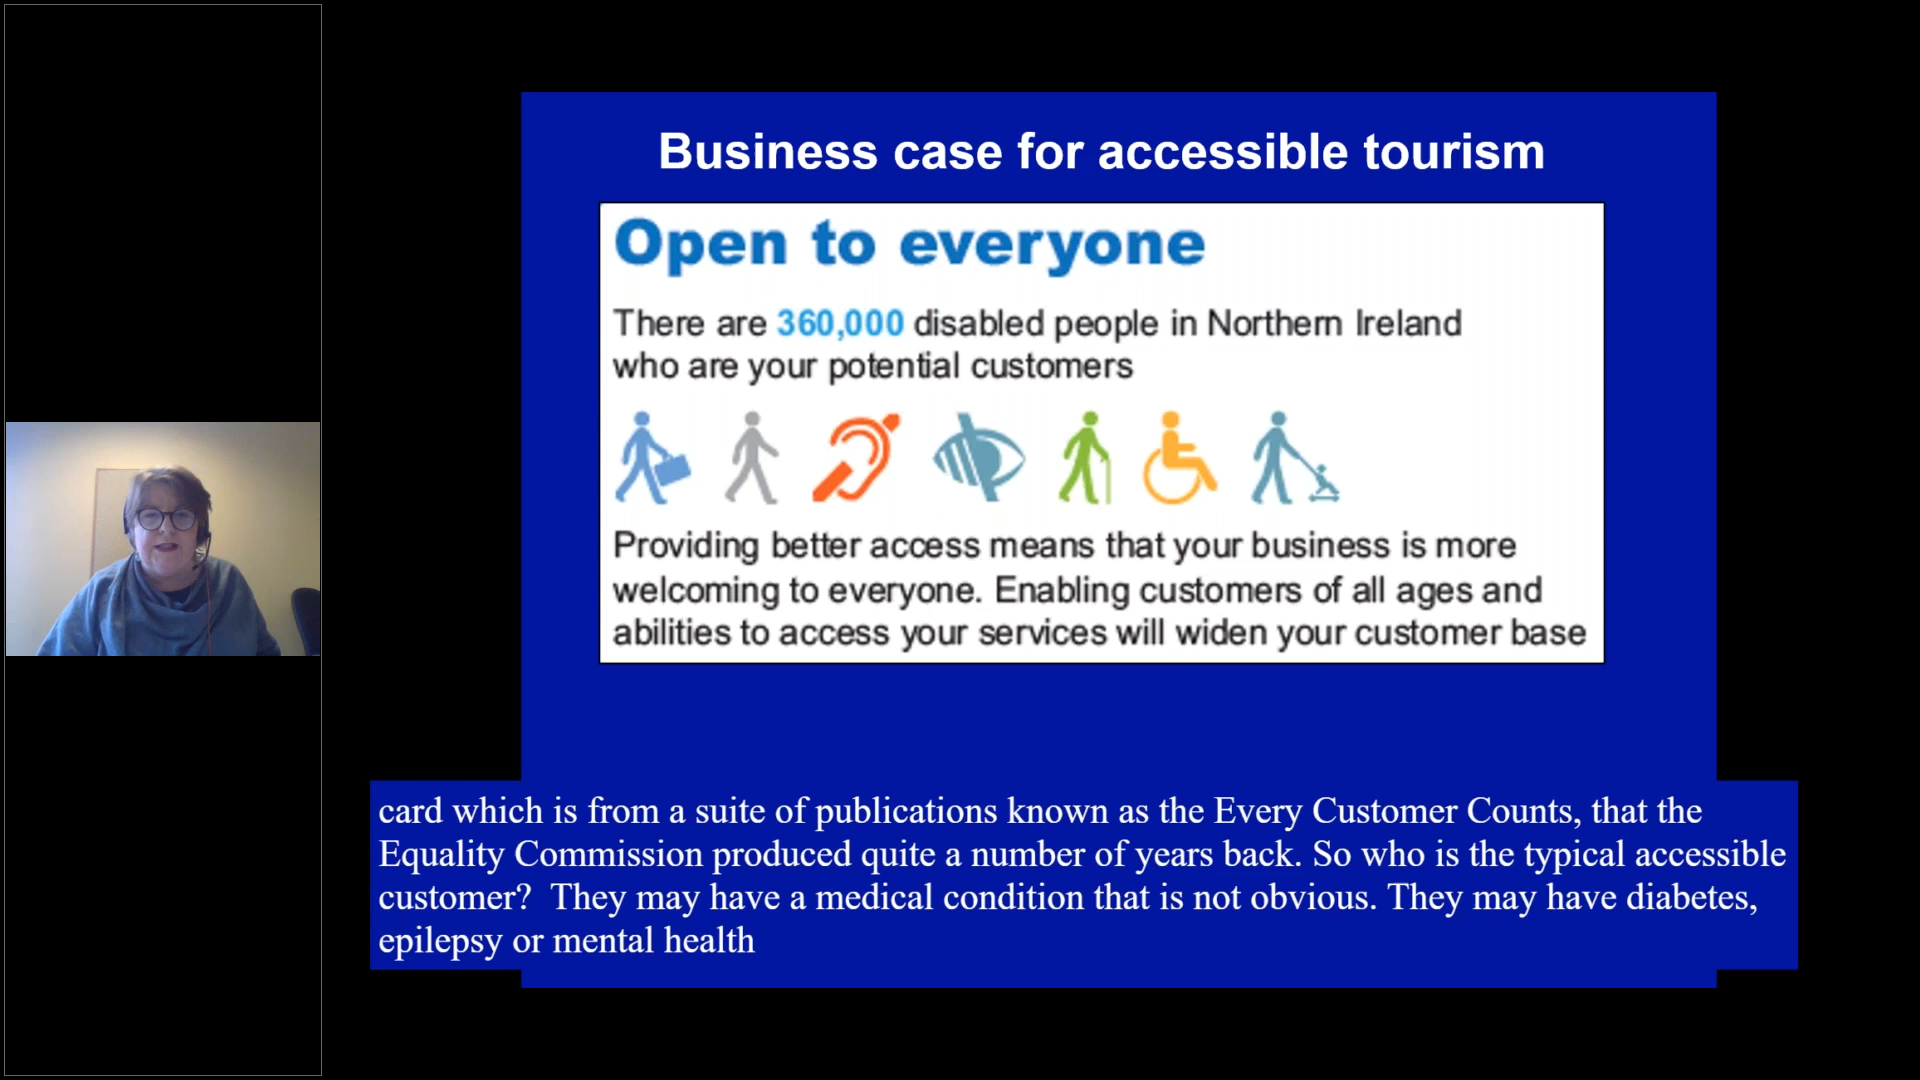 Business case for accessible tourism
Open to everyone
There are 360,000 disabled people in Northern Ireland
who are your potential customers
Providing better access means that your business is more
welcoming to everyone. Enabling customers of all ages and
abilities to access your services will widen your customer base
card which is from a suite of publications known as the Every Customer Counts, that the
Equality Commission produced quite a number of years back. So who is the typical accessible
customer?  They may have a medical condition that is not obvious. They may have diabetes,
epilepsy or mental health